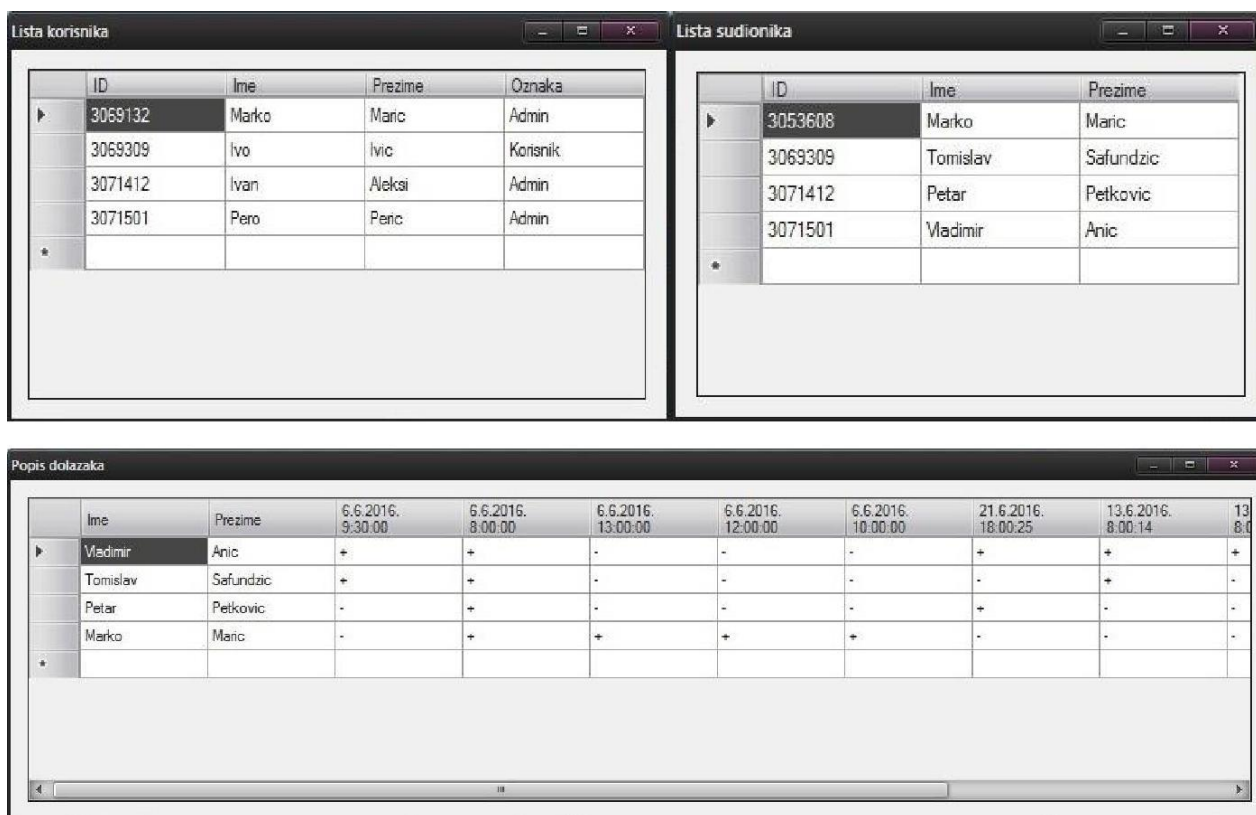 Lista korisnika
ID Ime Prezime Oznaka
3069132 Marko Maric Admin
3069309 Ivo Ivic Korisnik
3071412 Ivan Aleksi Admin
3071501 Pero Peric Admin
*
Lista sudionika
ID Ime Prezime
3053608 Marko Maric
3069309 Tomislav Safundzic
3071412 Petar Petkovic
3071501 Vladimir Anic
*
Popis dolazaka
Ime Prezime 6.6.2016. 9:30:00 6.6.2016. 8:00:00 6.6.2016. 13:00:00 6.6.2016. 12:00:00 6.6.2016. 10:00:00 21.6.2016. 18:00:25 13.6.2016. 8:00:14 13
Vladimir Anic + + - - - + + +
Tomislav Safundzic + + - - - - + -
Petar Petkovic - + - - - + - -
Marko Maric - + + + + - - -
*